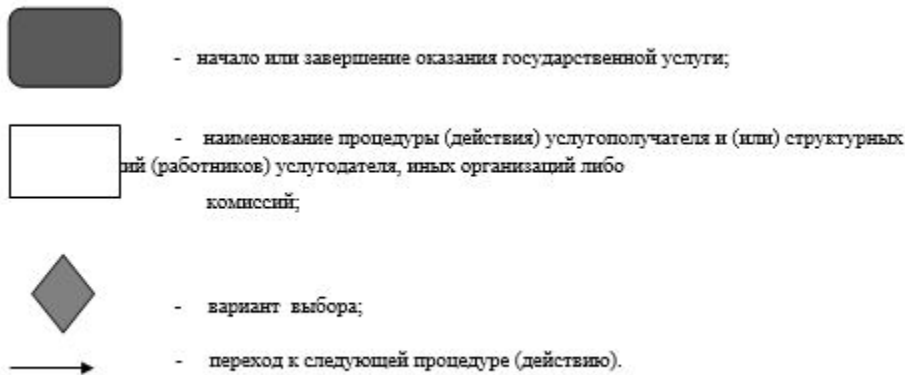 - начало или завершение оказания государственной услуги;
- наименование процедуры (действия) услугополучателя и (или) структурных
ий (работников) услугодателя, иных организаций либо
комиссий;
- вариант выбора;
- переход к следующей процедуре (действию).